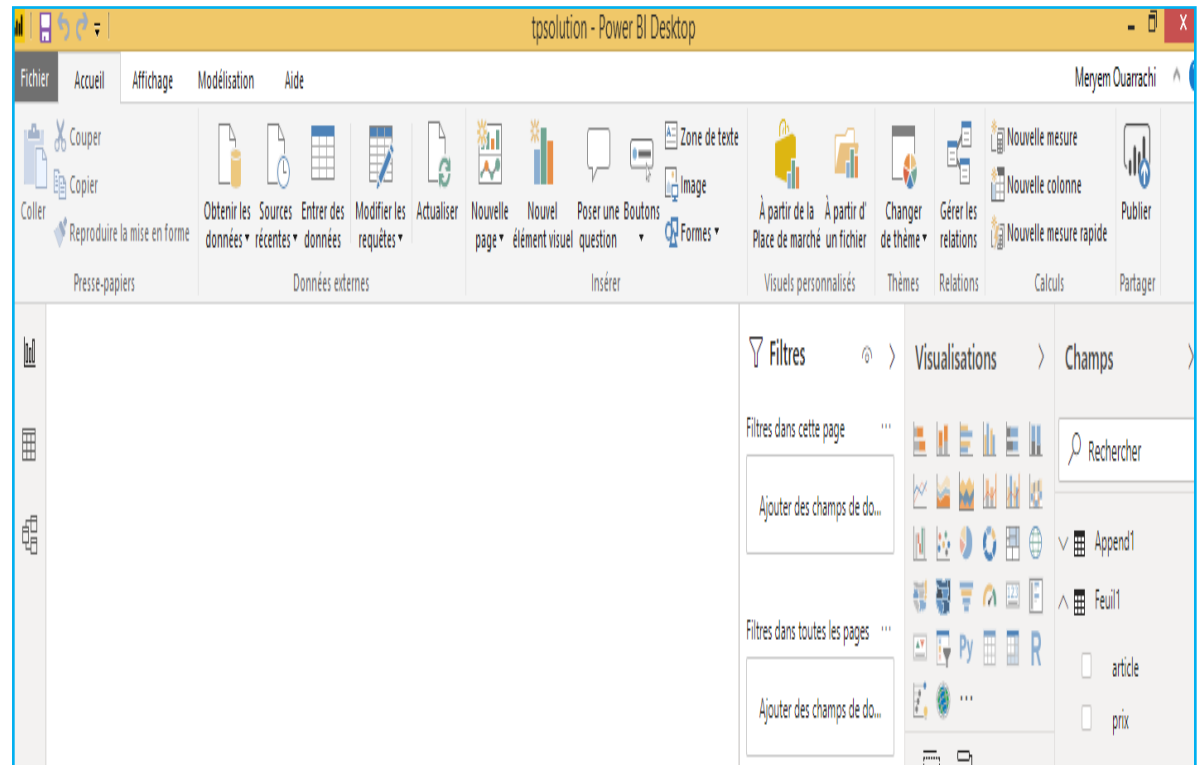 tpsolution - Power BI Desktop
Fichier Accueil Affichage Modélisation Aide Meryem Ouarrachi
Coller
Couper
Copier
Reproduire la mise en forme
Presse-papiers
Obtenir les données
Sources récentes
Entrer des données
Modifier les requêtes
Actualiser
Données externes
Nouvelle page
Nouvel élément visuel
Poser une question
Boutons
Zone de texte
Image
Formes
Insérer
À partir de la Place de marché
À partir d' un fichier
Visuels personnalisés
Changer de thème
Thèmes
Gérer les relations
Relations
Nouvelle mesure
Nouvelle colonne
Nouvelle mesure rapide
Calculs
Publier
Partager
Filtres
Filtres dans cette page ...
Ajouter des champs de do...
Filtres dans toutes les pages ...
Ajouter des champs de do...
Visualisations
123
Py
R
...
Champs
Rechercher
Append1
Feuil1
article
prix